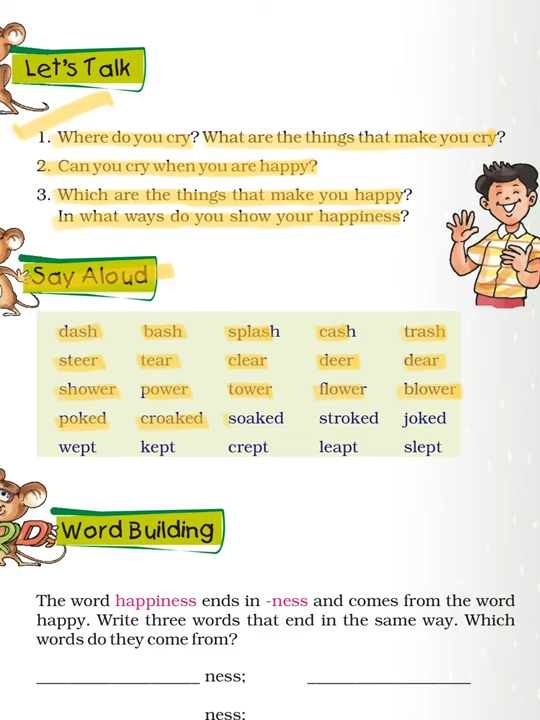 Let's Talk
1. Where do you cry? What are the things that make you cry?
2. Can you cry when you are happy?
3. Which are the things that make you happy?
In what ways do you show your happiness?
Say Aloud
dash bash splash cash trash
steer tear clear deer dear
shower power tower flower blower
poked croaked soaked stroked joked
wept kept crept leapt slept
RD Word Building
The word happiness ends in -ness and comes from the word
happy. Write three words that end in the same way. Which
words do they come from?
____________________ ness; ____________________
ness;